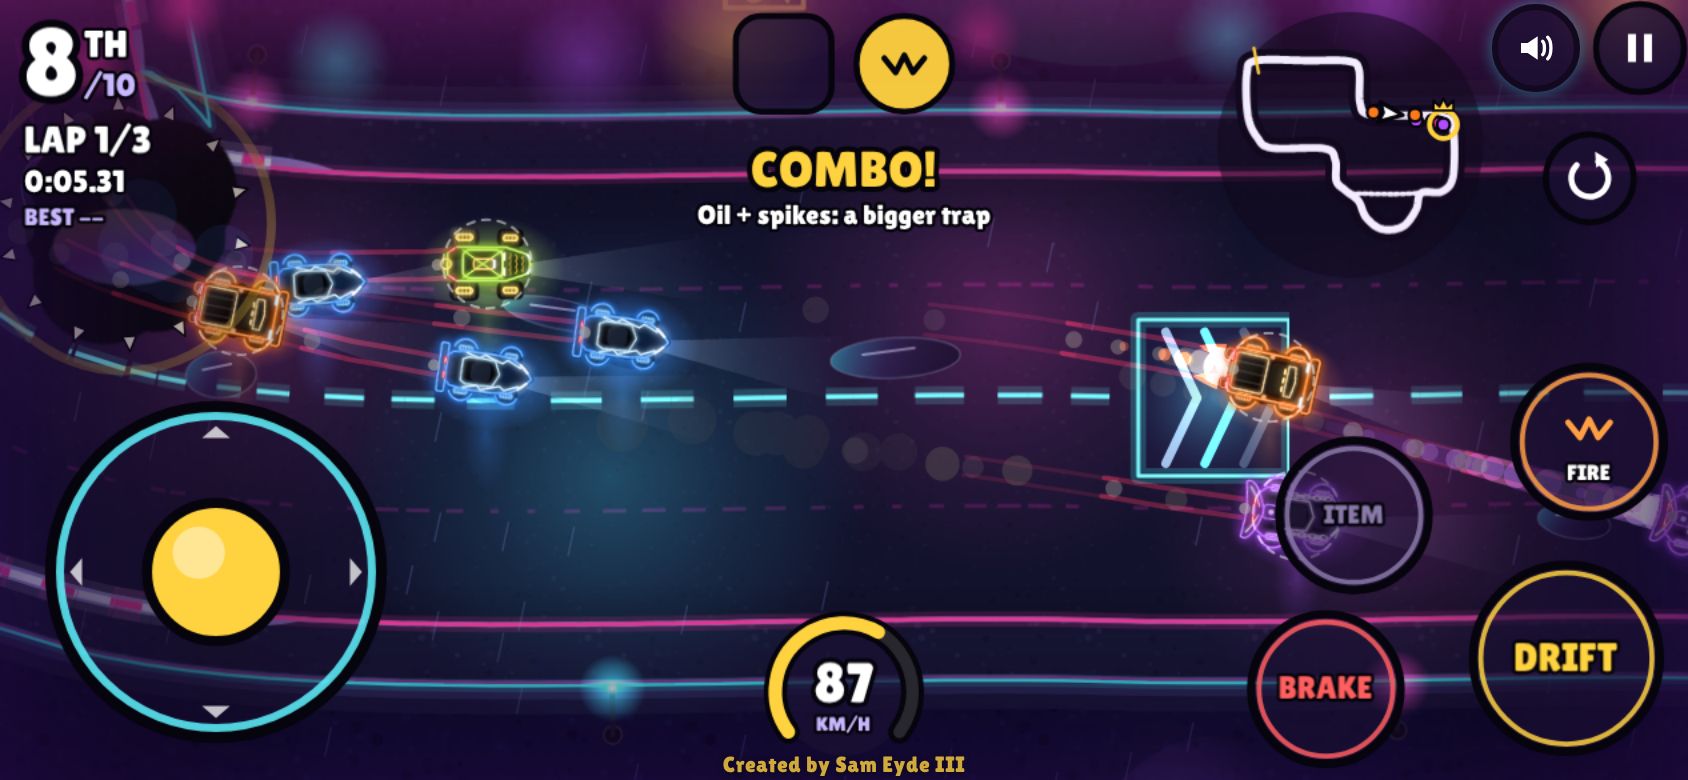 8TH
/10
LAP 1/3
0:05.31
BEST --
COMBO!
Oil + spikes: a bigger trap
FIRE
ITEM
DRIFT
BRAKE
87
KM/H
Created by Sam Eyde III